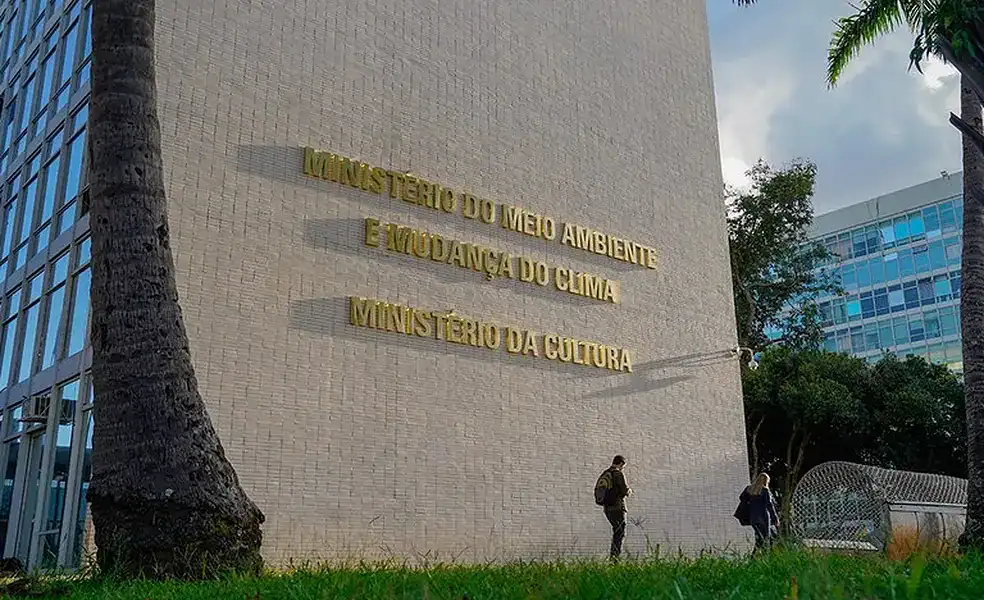 MINISTÉRIO DO MEIO AMBIENTE
E MUDANÇA DO CLIMA
MINISTÉRIO DA CULTURA